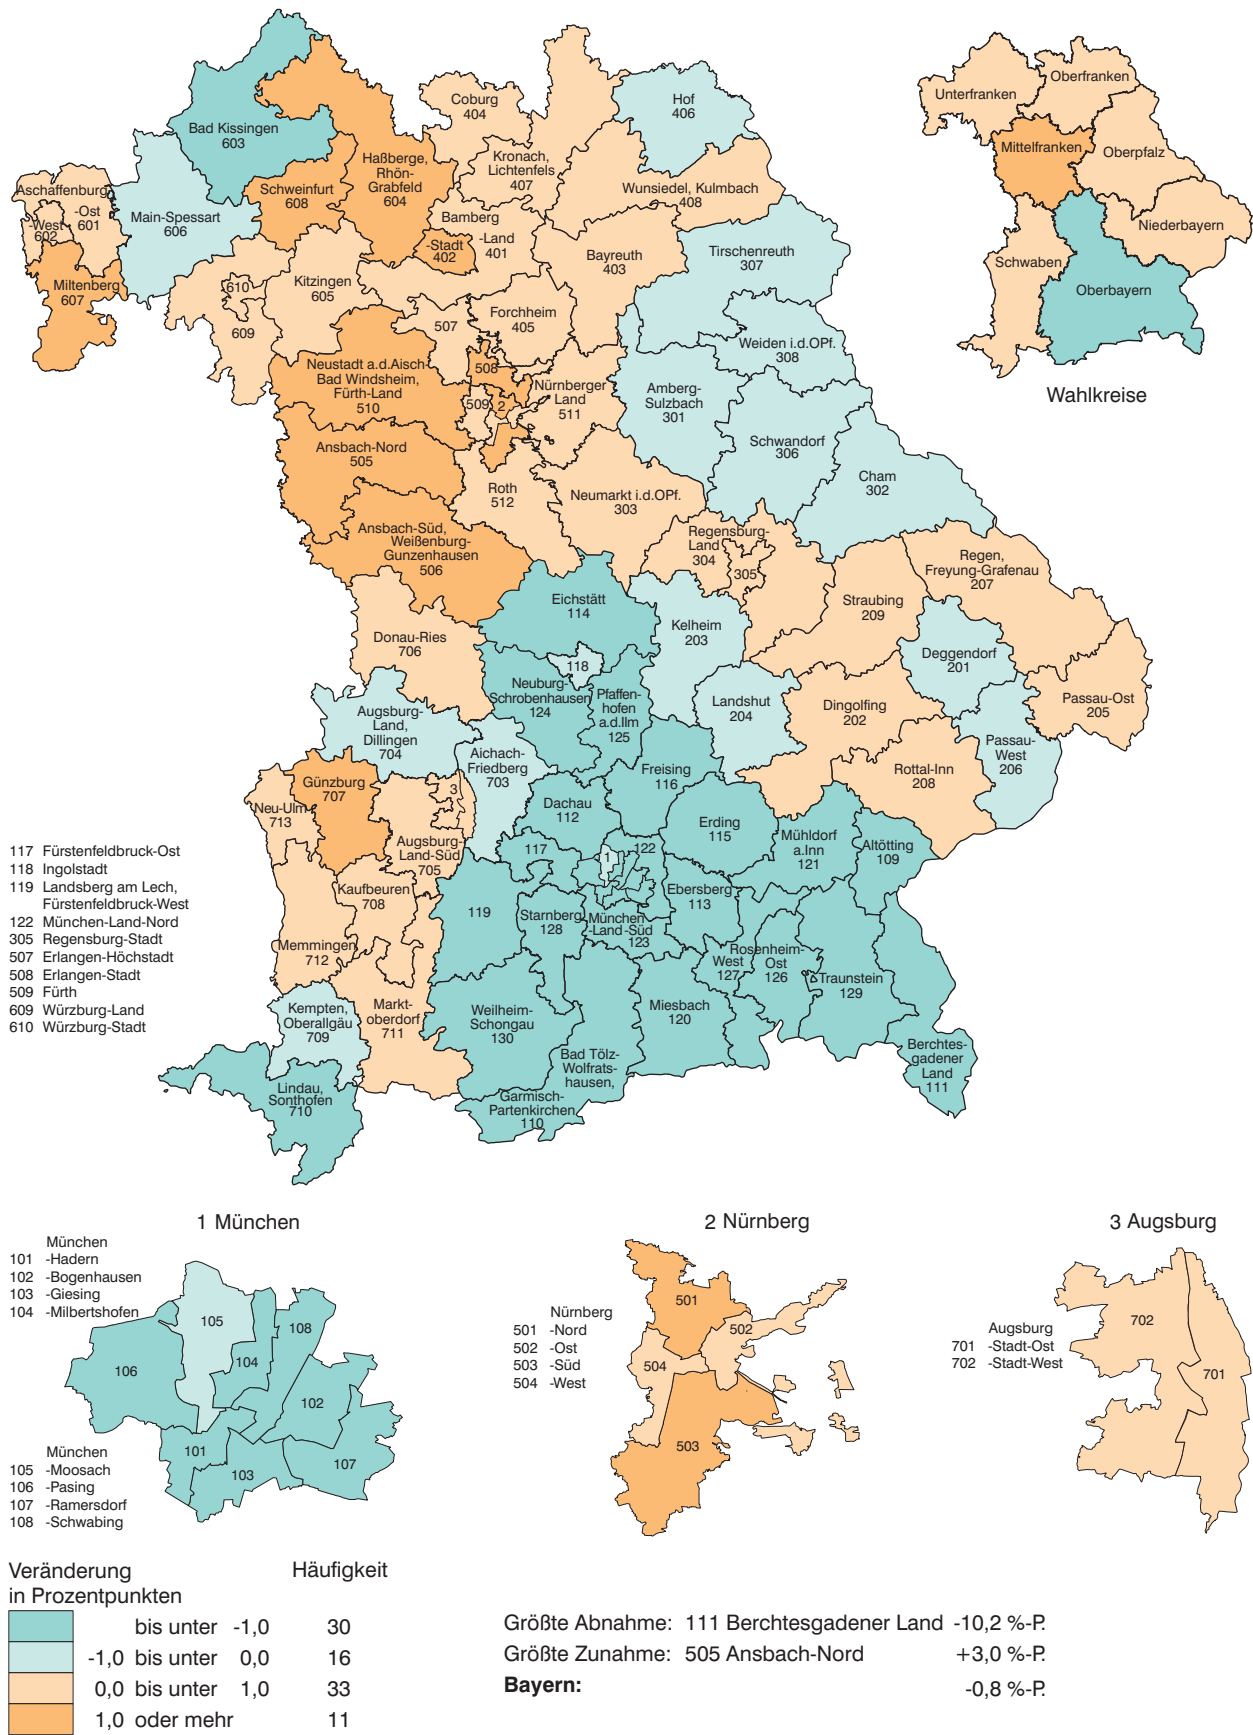 Bad Kissingen
603
Coburg
404
Hof
406
Haßberge,
Rhön-
Grabfeld
604
Kronach,
Lichtenfels
407
Schweinfurt
608
Wunsiedel, Kulmbach
408
Aschaffenburg
-Ost
601
-West
602
Main-Spessart
606
Bamberg
-Land
401
-Stadt
402
Bayreuth
403
Tirschenreuth
307
Miltenberg
607
Kitzingen
605
610
609
507
Forchheim
405
Weiden i.d.OPf.
308
Neustadt a.d.Aisch-
Bad Windsheim,
Fürth-Land
510
508
509
2
Nürnberger
Land
511
Amberg-
Sulzbach
301
Schwandorf
306
Ansbach-Nord
505
Cham
302
Roth
512
Neumarkt i.d.OPf.
303
Ansbach-Süd,
Weißenburg-
Gunzenhausen
506
Regensburg-
Land
304
305
Regen,
Freyung-Grafenau
207
Eichstätt
114
Straubing
209
Donau-Ries
706
Kelheim
203
Deggendorf
201
118
Neuburg-
Schrobenhausen
124
Pfaffen-
hofen
a.d.Ilm
125
Landshut
204
Dingolfing
202
Passau-Ost
205
Augsburg-
Land,
Dillingen
704
Aichach-
Friedberg
703
Passau-
West
206
Freising
116
Rottal-Inn
208
Günzburg
707
Neu-Ulm
713
3
Dachau
112
Erding
115
Mühldorf
a.Inn
121
Altötting
109
Augsburg-
Land-Süd
705
117
1
122
Ebersberg
113
Kaufbeuren
708
119
Starnberg
128
München
-Land-Süd
123
Memmingen
712
West
127
Rosenheim-
Ost
126
Traunstein
129
Kempten,
Oberallgäu
709
Markt-
oberdorf
711
Weilheim-
Schongau
130
Miesbach
120
Bad Tölz-
Wolfrats-
hausen,
Garmisch-
Partenkirchen
110
Berchtes-
gadener
Land
111
Lindau,
Sonthofen
710
Unterfranken
Oberfranken
Mittelfranken
Oberpfalz
Niederbayern
Schwaben
Oberbayern
Wahlkreise
117 Fürstenfeldbruck-Ost
118 Ingolstadt
119 Landsberg am Lech,
Fürstenfeldbruck-West
122 München-Land-Nord
305 Regensburg-Stadt
507 Erlangen-Höchstadt
508 Erlangen-Stadt
509 Fürth
609 Würzburg-Land
610 Würzburg-Stadt
1 München
München
101 -Hadern
102 -Bogenhausen
103 -Giesing
104 -Milbertshofen
105
108
104
106
102
101
103
107
München
105 -Moosach
106 -Pasing
107 -Ramersdorf
108 -Schwabing
2 Nürnberg
Nürnberg
501 -Nord
502 -Ost
503 -Süd
504 -West
501
502
504
503
3 Augsburg
Augsburg
701 -Stadt-Ost
702 -Stadt-West
702
701
Veränderung Häufigkeit
in Prozentpunkten
bis unter -1,0 30
-1,0 bis unter 0,0 16
0,0 bis unter 1,0 33
1,0 oder mehr 11
Größte Abnahme: 111 Berchtesgadener Land -10,2 %-P.
Größte Zunahme: 505 Ansbach-Nord +3,0 %-P.
Bayern: -0,8 %-P.